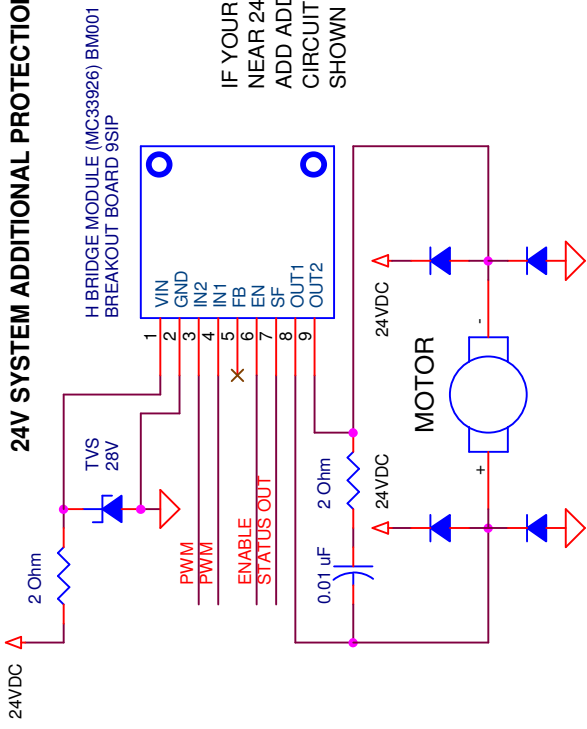 24V SYSTEM ADDITIONAL PROTECTION
H BRIDGE MODULE (MC33926) BM001
BREAKOUT BOARD 9SIP
IF YOUR
NEAR 24
ADD ADD
CIRCUIT
SHOWN
24VDC
2 Ohm
TVS
28V
1 VIN
2 GND
3 IN2
4 IN1
5 FB
6 EN
7 SF
8 OUT1
9 OUT2
PWM
PWM
ENABLE
STATUS OUT
0.01 uF
2 Ohm
24VDC
24VDC
MOTOR
+
-